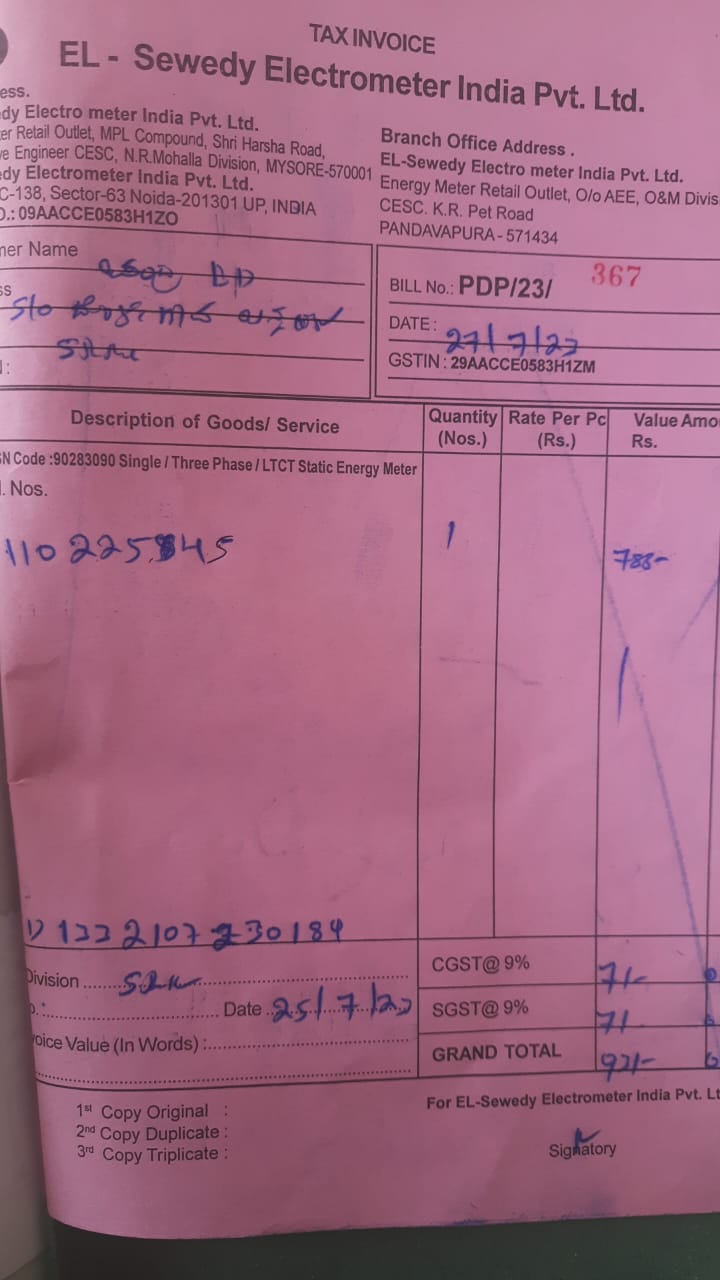 TAX INVOICE
EL - Sewedy Electrometer India Pvt. Ltd.
ess.
dy Electro meter India Pvt. Ltd.
er Retail Outlet, MPL Compound, Shri Harsha Road,
ve Engineer CESC, N.R.Mohalla Division, MYSORE-570001
edy Electrometer India Pvt. Ltd.
C-138, Sector-63 Noida-201301 UP, INDIA
O.: 09AACCE0583H1ZO
Branch Office Address .
EL-Sewedy Electro meter India Pvt. Ltd.
Energy Meter Retail Outlet, O/o AEE, O&M Divis
CESC. K.R. Pet Road
PANDAVAPURA - 571434
mer Name
ss S/o
BILL No.: PDP/23/ 367
DATE: 27/7/23
GSTIN : 29AACCE0583H1ZM
Description of Goods/ Service Quantity (Nos.) Rate Per Pc (Rs.) Value Amo Rs.
SN Code :90283090 Single / Three Phase / LTCT Static Energy Meter
l. Nos.
1 788-
1222107230184
Division
CGST@ 9% 71-
Date 25/7/23
SGST@ 9% 71
oice Value (In Words) :
GRAND TOTAL 921-
1st Copy Original :
2nd Copy Duplicate :
3rd Copy Triplicate :
For EL-Sewedy Electrometer India Pvt. Lt
Signatory